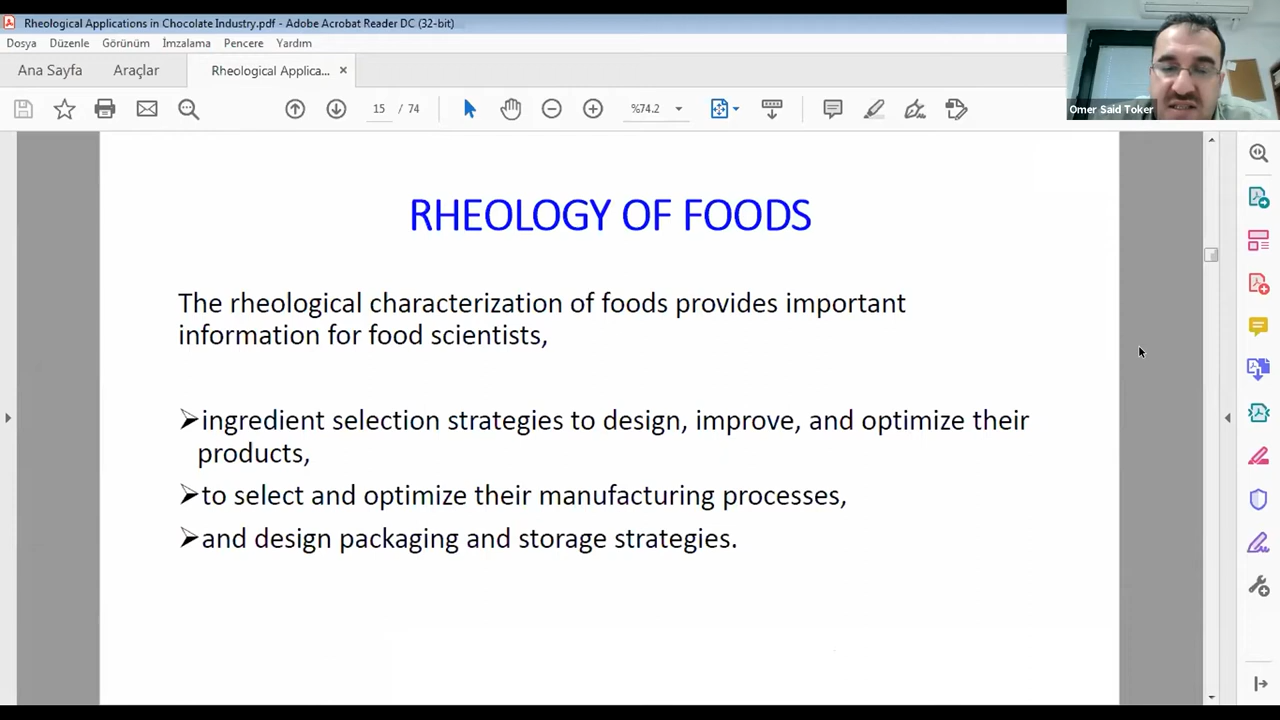 Rheological Applications in Chocolate Industry.pdf - Adobe Acrobat Reader DC (32-bit)
Dosya Düzenle Görünüm İmzalama Pencere Yardım
Ana Sayfa Araçlar Rheological Applica... ×
15 / 74 %74.2
Omer Said Toker
RHEOLOGY OF FOODS
The rheological characterization of foods provides important
information for food scientists,
➢ingredient selection strategies to design, improve, and optimize their
products,
➢to select and optimize their manufacturing processes,
➢and design packaging and storage strategies.